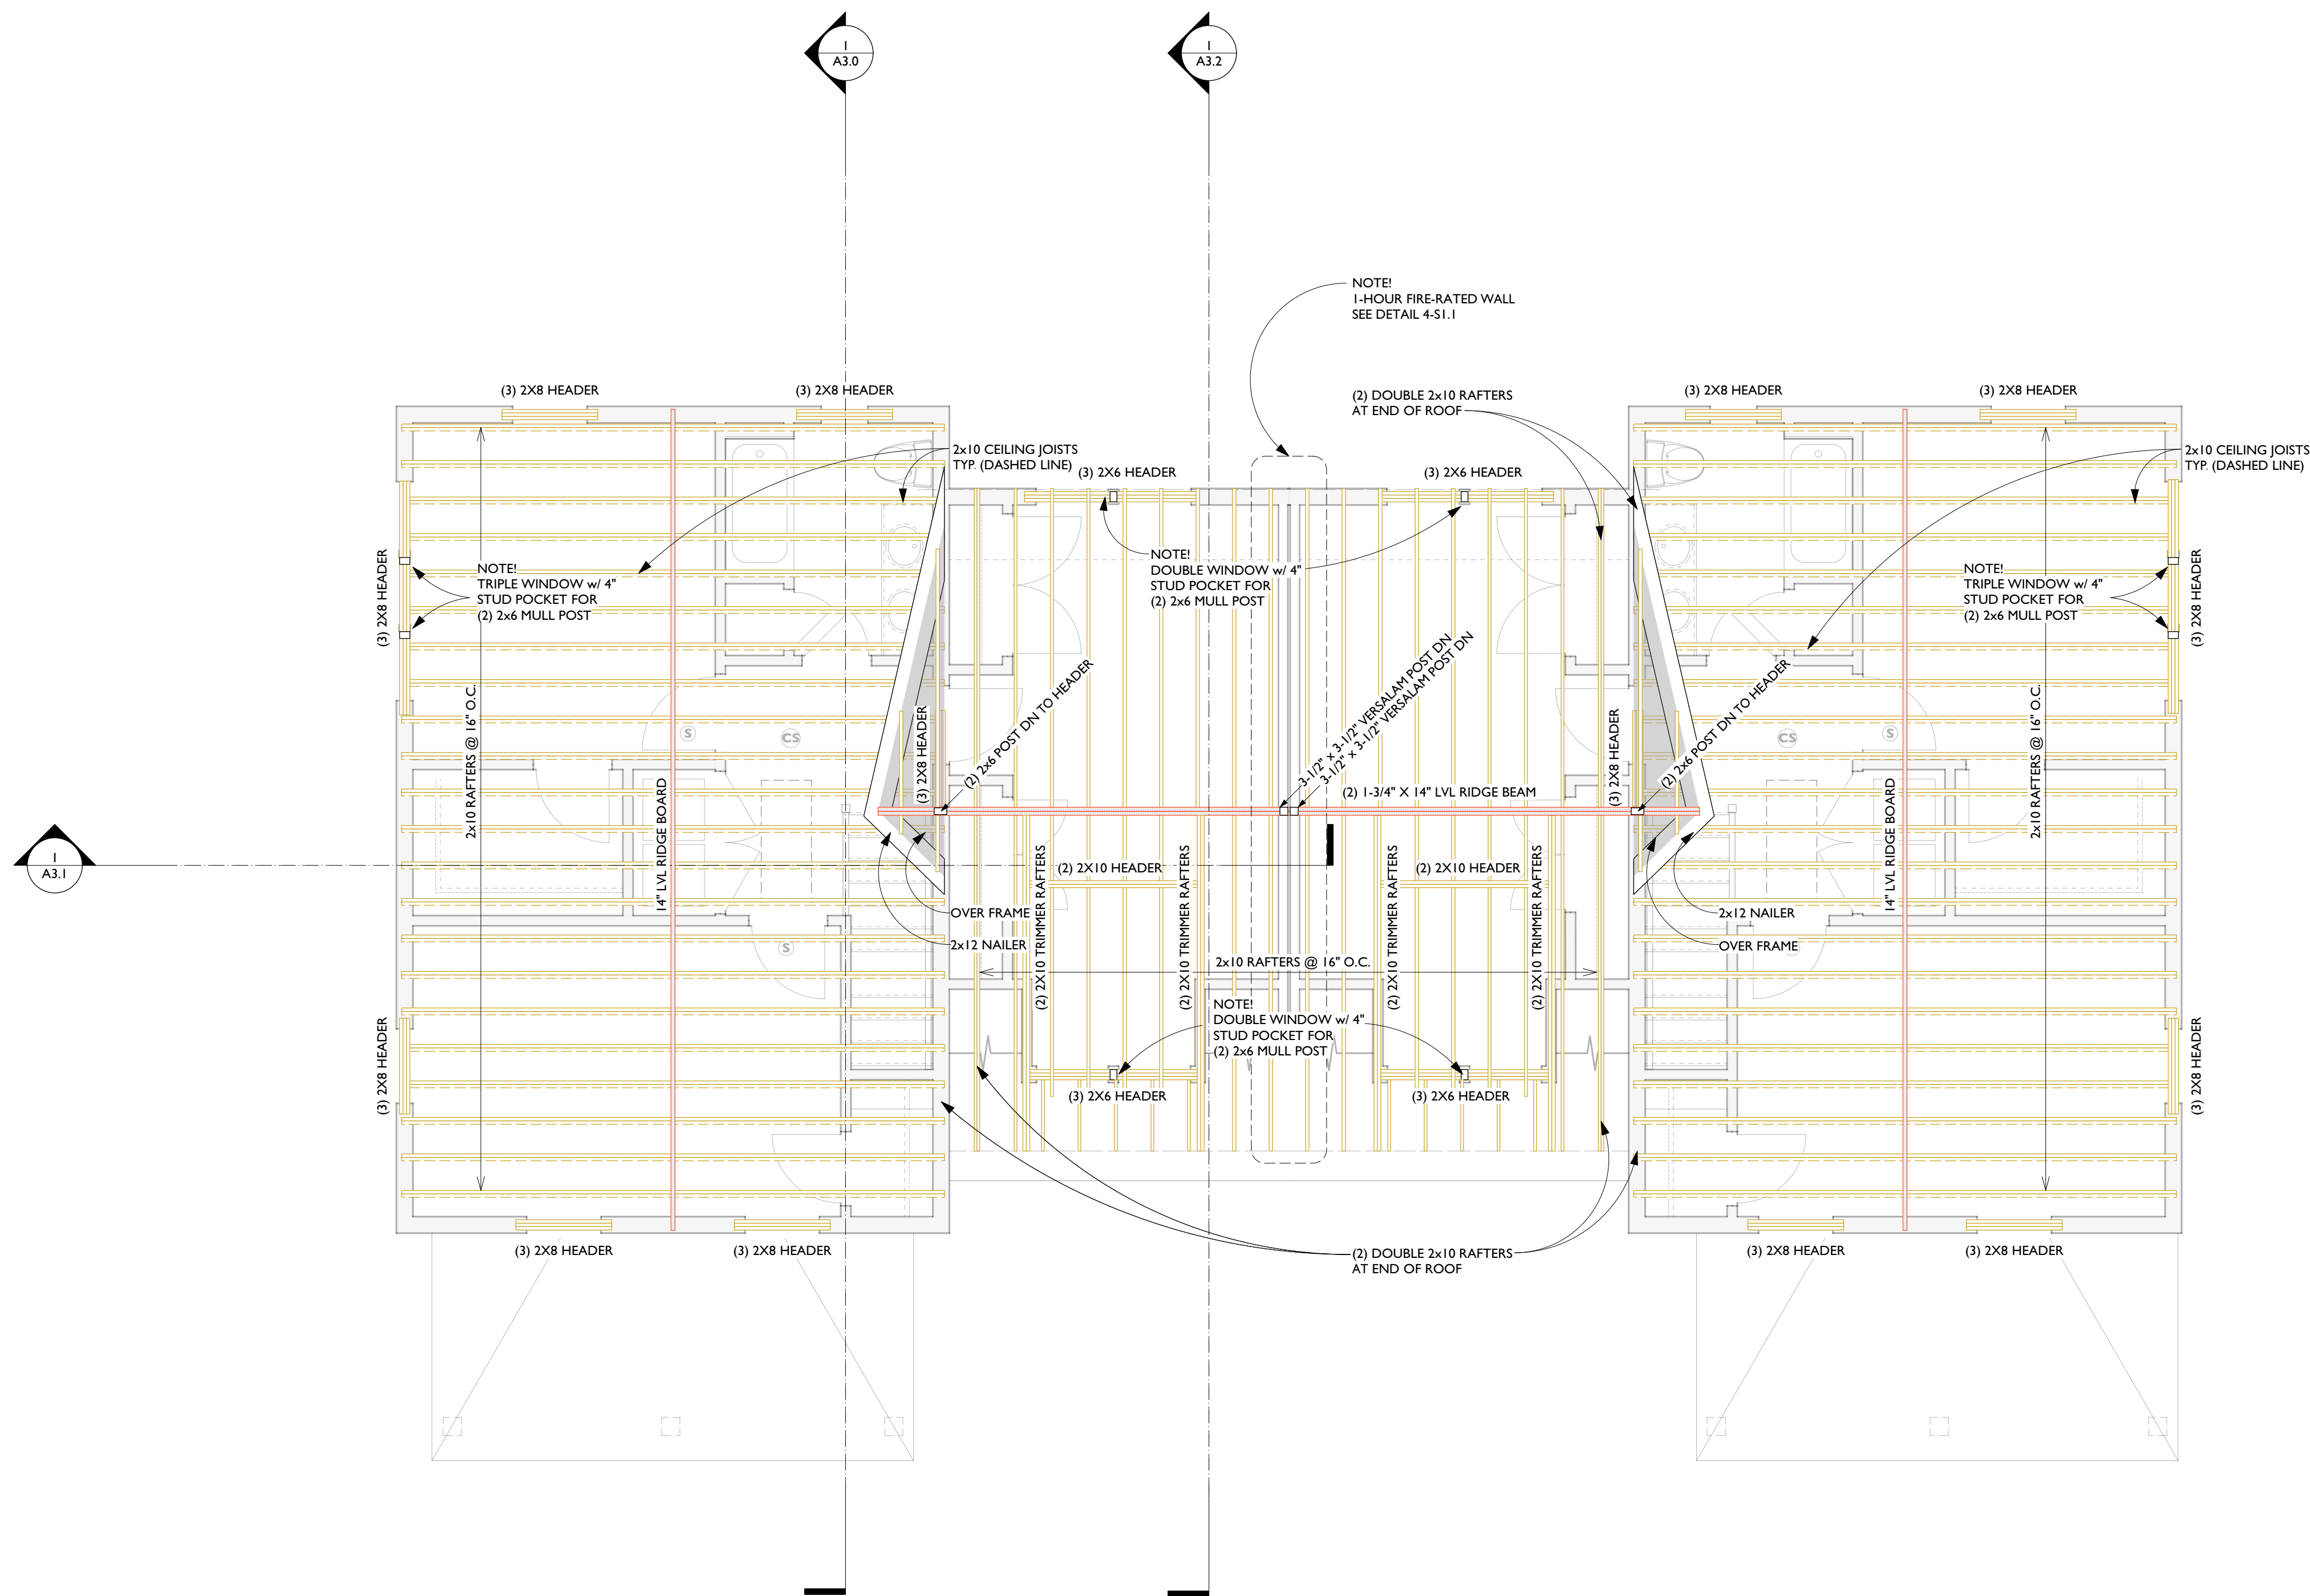 1
A3.0
1
A3.2
NOTE!
1-HOUR FIRE-RATED WALL
SEE DETAIL 4-S1.1
(3) 2X8 HEADER
(3) 2X8 HEADER
(2) DOUBLE 2x10 RAFTERS
AT END OF ROOF
(3) 2X8 HEADER
(3) 2X8 HEADER
2x10 CEILING JOISTS
TYP. (DASHED LINE)
(3) 2X6 HEADER
(3) 2X6 HEADER
2x10 CEILING JOISTS
TYP. (DASHED LINE)
(3) 2X8 HEADER
NOTE!
TRIPLE WINDOW w/ 4"
STUD POCKET FOR
(2) 2x6 MULL POST
NOTE!
DOUBLE WINDOW w/ 4"
STUD POCKET FOR
(2) 2x6 MULL POST
NOTE!
TRIPLE WINDOW w/ 4"
STUD POCKET FOR
(2) 2x6 MULL POST
(3) 2X8 HEADER
2x10 RAFTERS @ 16" O.C.
S
CS
(3) 2X8 HEADER
(2) 2x6 POST DN TO HEADER
3-1/2" x 3-1/2" VERSALAM POST DN
3-1/2" x 3-1/2" VERSALAM POST DN
(3) 2X8 HEADER
(2) 2x6 POST DN TO HEADER
CS
S
2x10 RAFTERS @ 16" O.C.
14" LVL RIDGE BOARD
(2) 1-3/4" X 14" LVL RIDGE BEAM
14" LVL RIDGE BOARD
1
A3.1
(2) 2X10 HEADER
(2) 2X10 HEADER
(2) 2X10 TRIMMER RAFTERS
(2) 2X10 TRIMMER RAFTERS
(2) 2X10 TRIMMER RAFTERS
(2) 2X10 TRIMMER RAFTERS
OVER FRAME
2x12 NAILER
2x12 NAILER
OVER FRAME
S
2x10 RAFTERS @ 16" O.C.
NOTE!
DOUBLE WINDOW w/ 4"
STUD POCKET FOR
(2) 2x6 MULL POST
(3) 2X8 HEADER
(3) 2X8 HEADER
(3) 2X6 HEADER
(3) 2X6 HEADER
(3) 2X8 HEADER
(3) 2X8 HEADER
(2) DOUBLE 2x10 RAFTERS
AT END OF ROOF
(3) 2X8 HEADER
(3) 2X8 HEADER